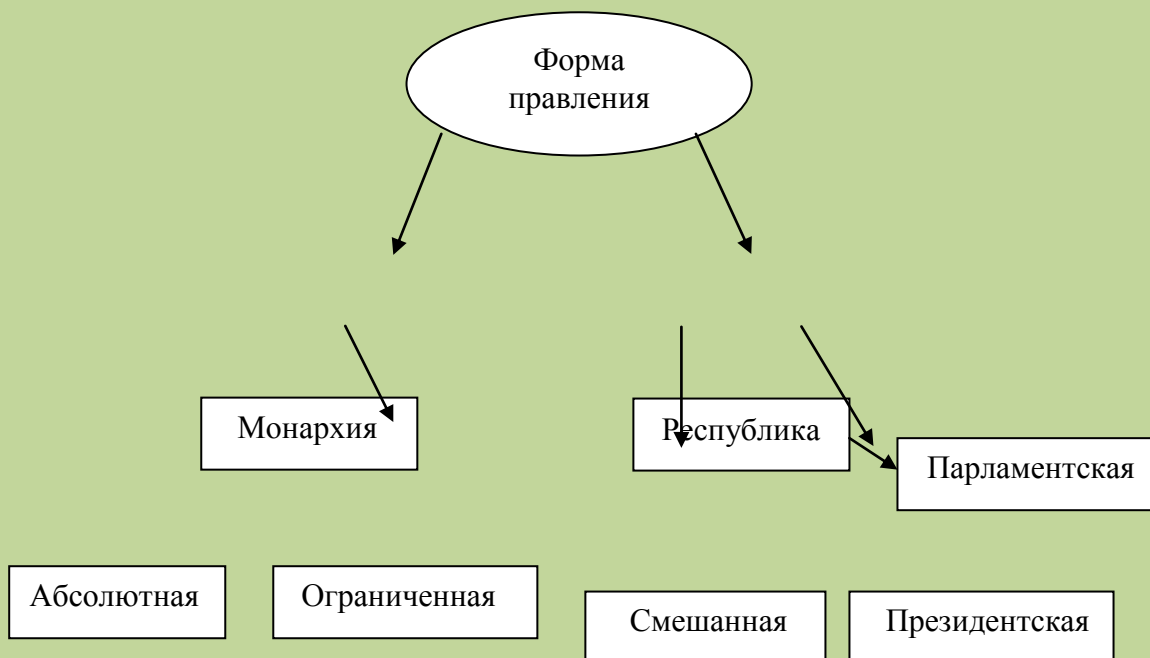 Форма
правления
Монархия
Республика
Парламентская
Абсолютная
Ограниченная
Смешанная
Президентская